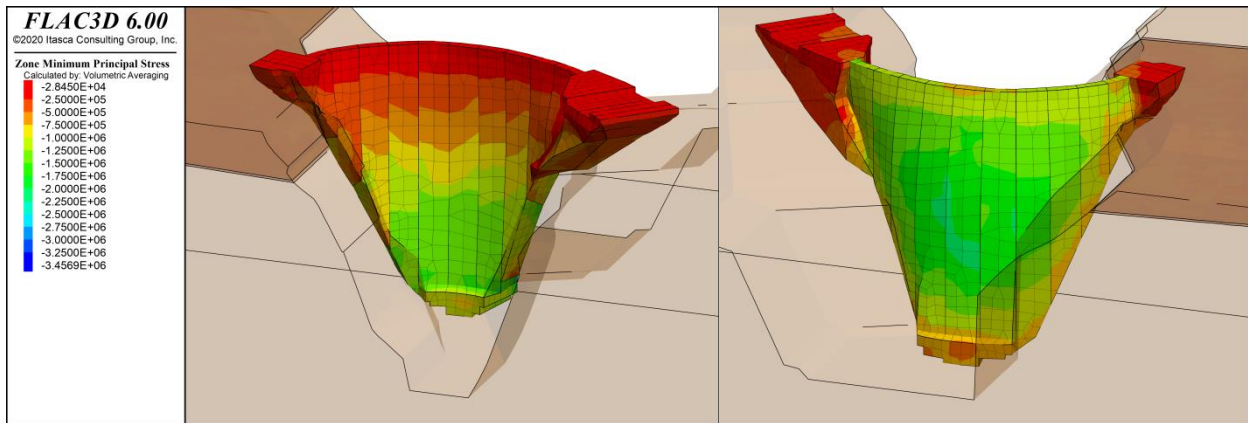 FLAC3D 6.00
©2020 Itasca Consulting Group, Inc.
Zone Minimum Principal Stress
Calculated by: Volumetric Averaging
-2.8450E+04
-2.5000E+05
-5.0000E+05
-7.5000E+05
-1.0000E+06
-1.2500E+06
-1.5000E+06
-1.7500E+06
-2.0000E+06
-2.2500E+06
-2.5000E+06
-2.7500E+06
-3.0000E+06
-3.2500E+06
-3.4569E+06